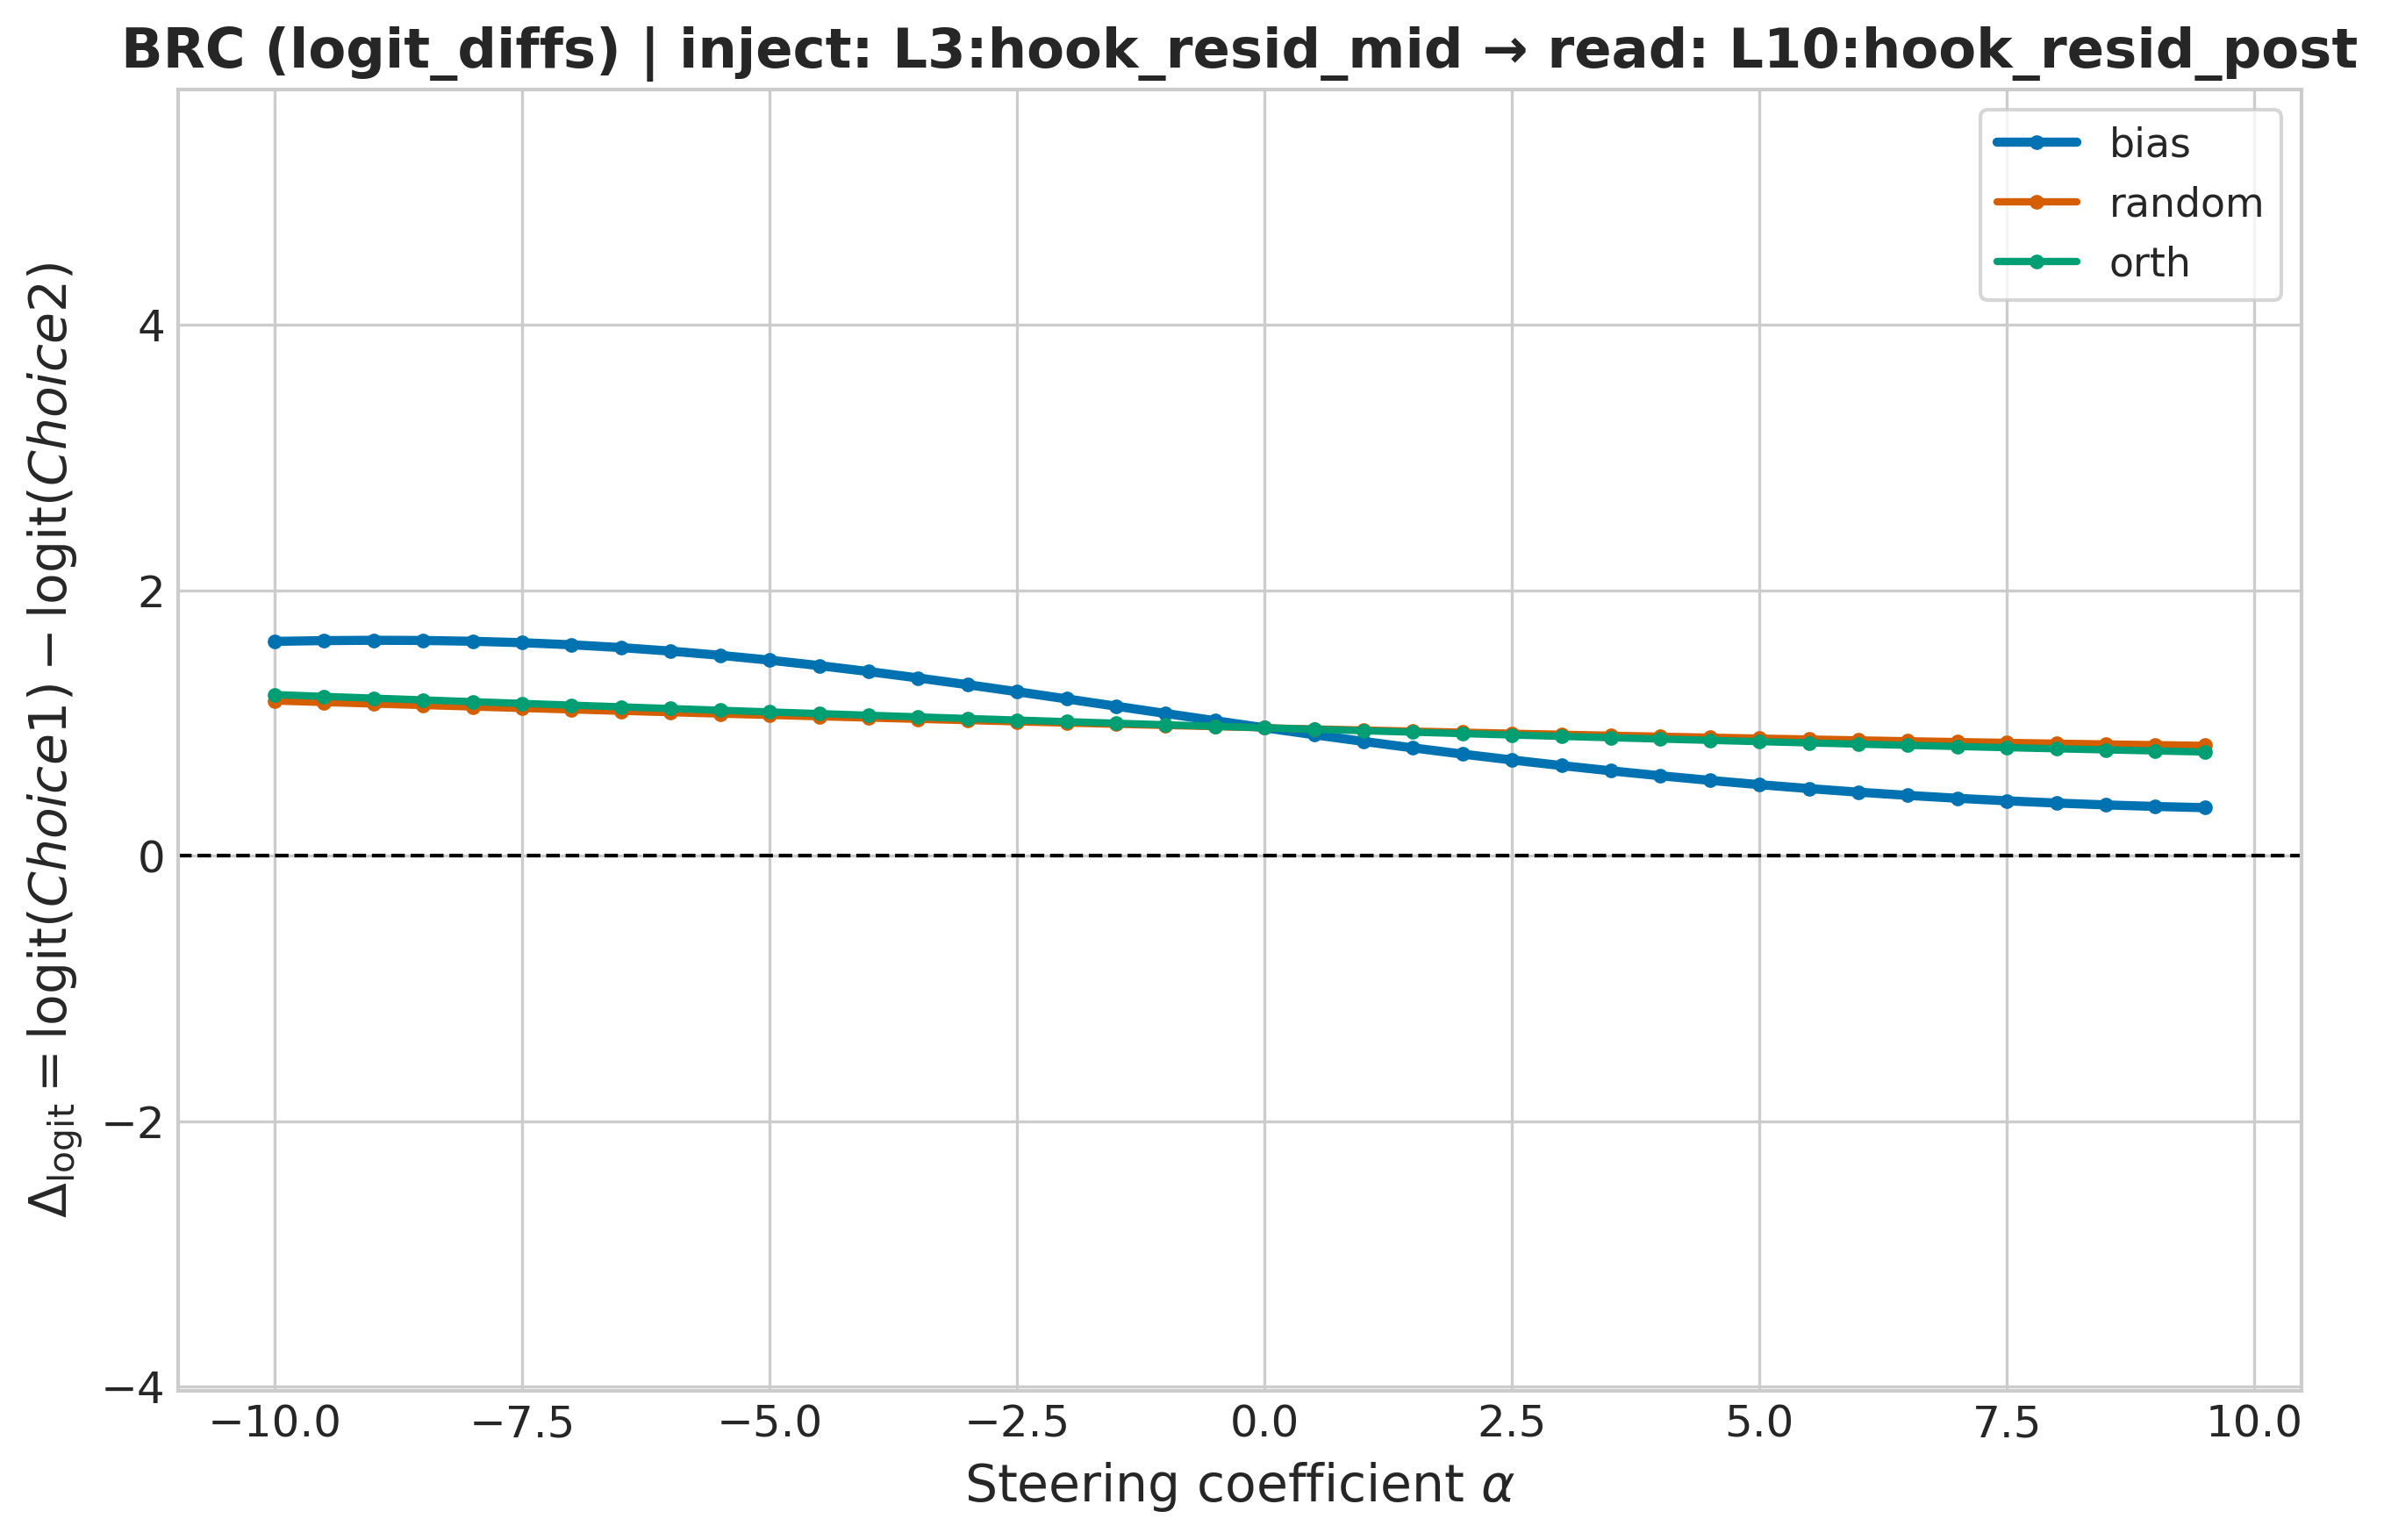 BRC (logit_diffs) | inject: L3:hook_resid_mid → read: L10:hook_resid_post
Δlogit = logit(Choice1) − logit(Choice2)
bias
random
orth
4
2
0
−2
−4
−10.0 −7.5 −5.0 −2.5 0.0 2.5 5.0 7.5 10.0
Steering coefficient α